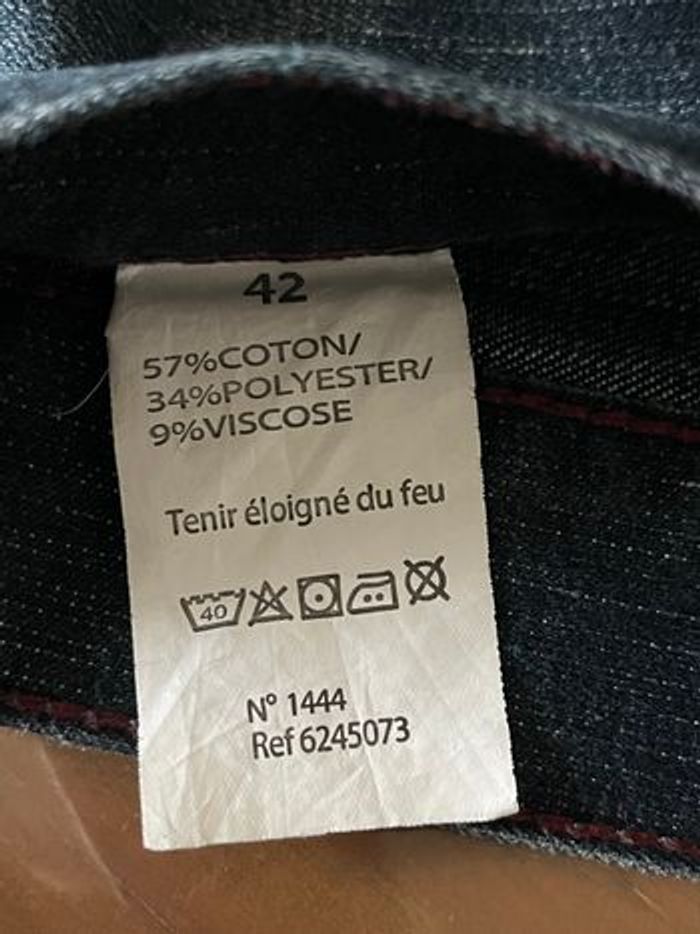 42
57%COTON/
34%POLYESTER/
9%VISCOSE
Tenir éloigné du feu
40
N° 1444
Ref 6245073